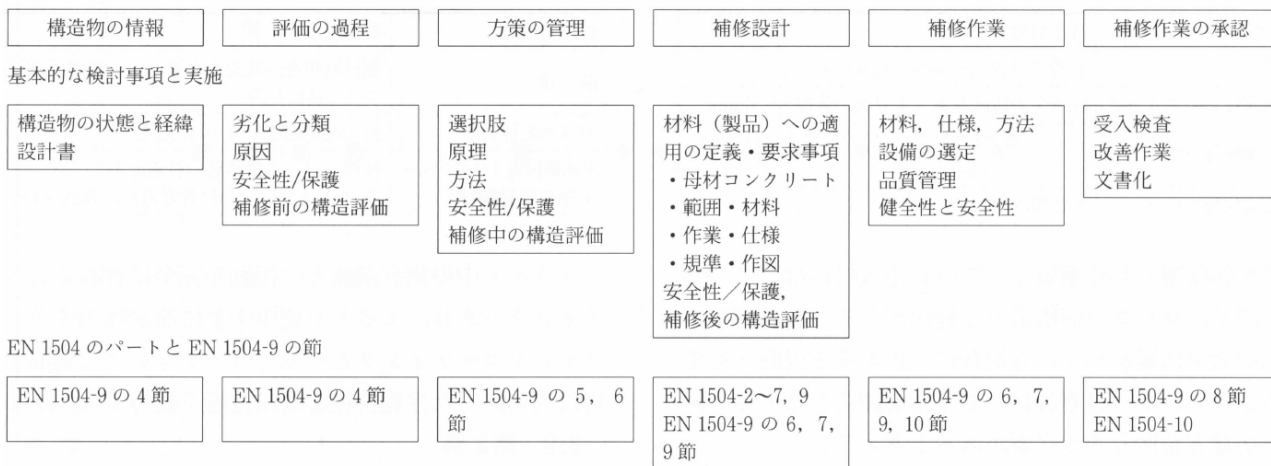 構造物の情報
評価の過程
方策の管理
補修設計
補修作業
補修作業の承認
基本的な検討事項と実施
構造物の状態と経緯
設計書
劣化と分類
原因
安全性/保護
補修前の構造評価
選択肢
原理
方法
安全性/保護
補修中の構造評価
材料（製品）への適
用の定義・要求事項
・母材コンクリート
・範囲・材料
・作業・仕様
・規準・作図
安全性／保護，
補修後の構造評価
材料，仕様，方法
設備の選定
品質管理
健全性と安全性
受入検査
改善作業
文書化
EN 1504 のパートと EN 1504-9 の節
EN 1504-9 の 4 節
EN 1504-9 の 4 節
EN 1504-9 の 5，6
節
EN 1504-2～7, 9
EN 1504-9 の 6，7，
9 節
EN 1504-9 の 6，7，
9，10 節
EN 1504-9 の 8 節
EN 1504-10